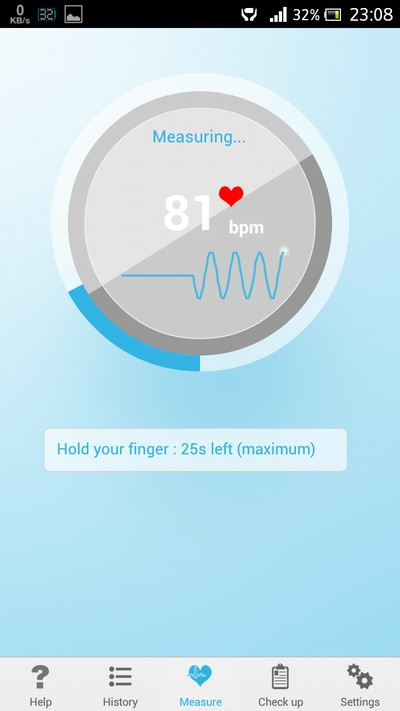 0
KB/s
32
32%
23:08
Measuring...
81
bpm
Hold your finger : 25s left (maximum)
Help
History
Measure
Check up
Settings